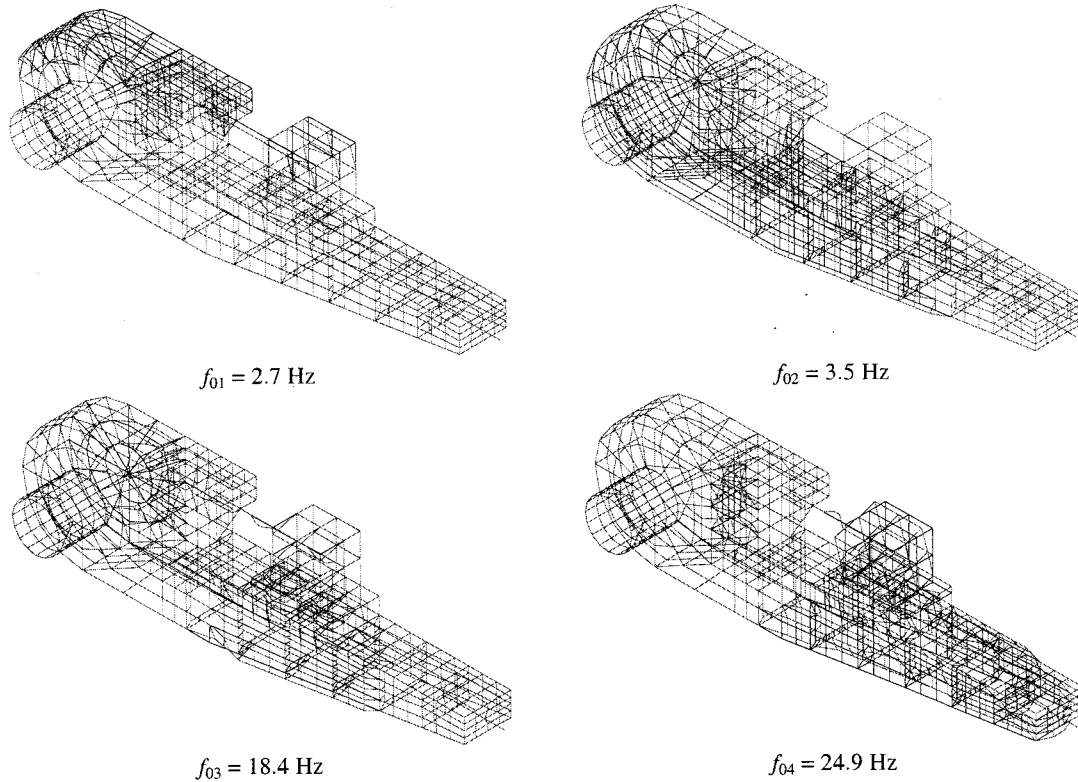 f01 = 2.7 Hz
f02 = 3.5 Hz
f03 = 18.4 Hz
f04 = 24.9 Hz